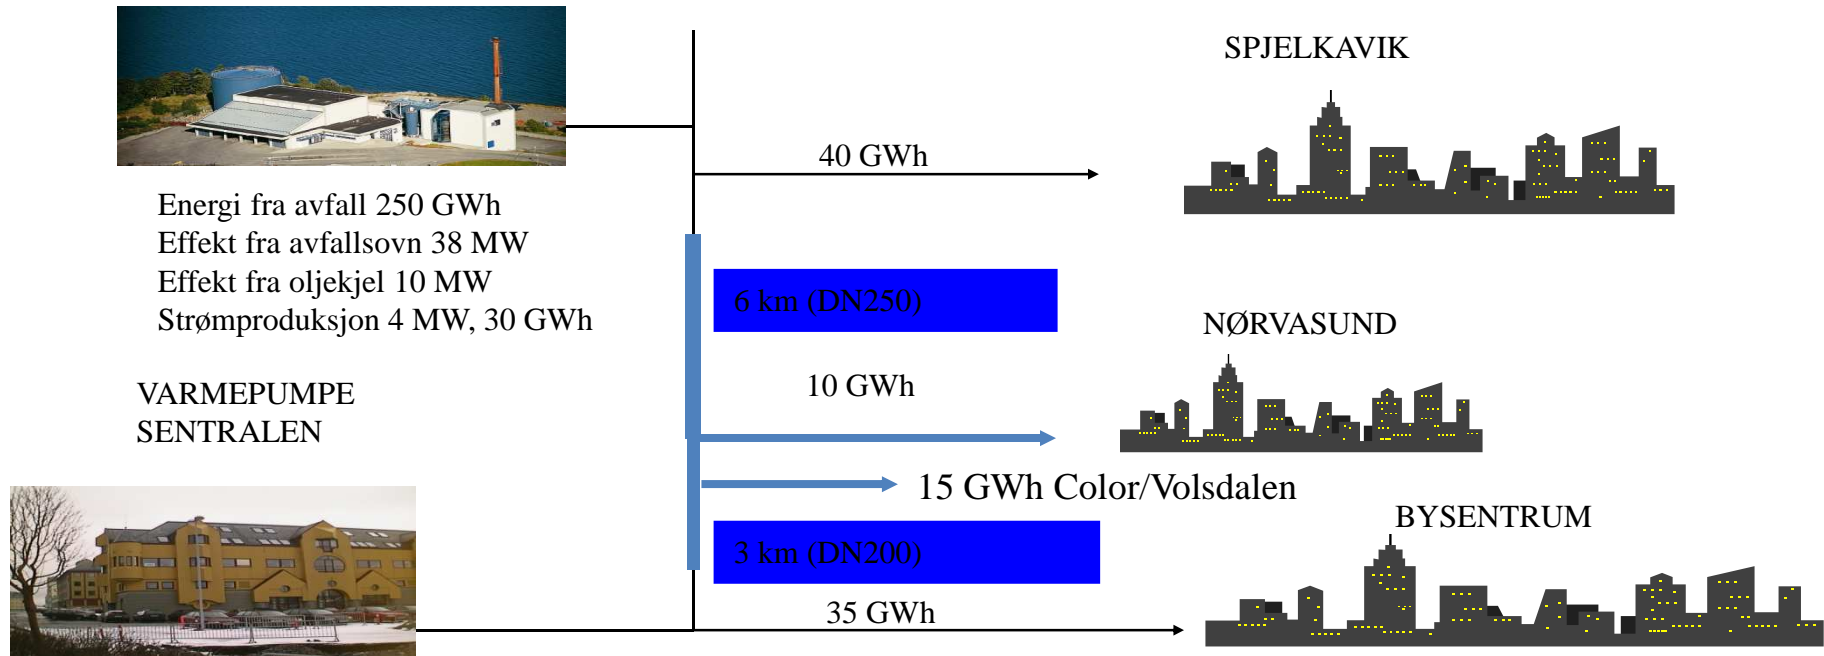 SPJELKAVIK
40 GWh
Energi fra avfall 250 GWh
Effekt fra avfallsovn 38 MW
Effekt fra oljekjel 10 MW
Strømproduksjon 4 MW, 30 GWh
6 km (DN250)
NØRVASUND
10 GWh
VARMEPUMPE
SENTRALEN
15 GWh Color/Volsdalen
BYSENTRUM
3 km (DN200)
35 GWh